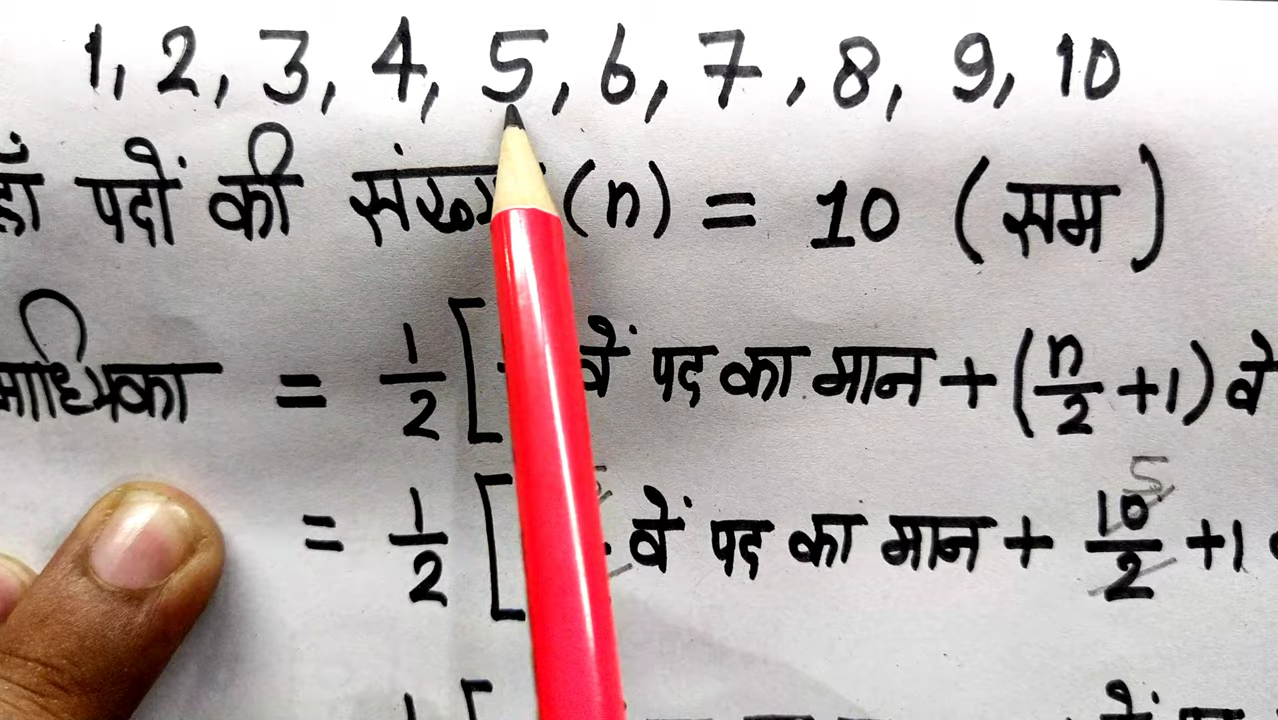 1, 2, 3, 4, 5, 6, 7, 8, 9, 10
पदों की (n) = 10 (सम)
माध्यिका = 1/2 [ वें पद का मान + (n/2 + 1) वें
= 1/2 [ वें पद का मान + 10/2 + 1
5